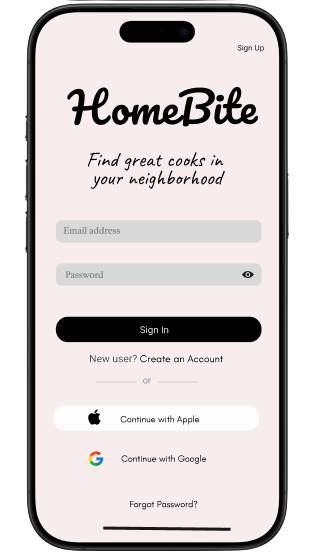 Sign Up
HomeBite
Find great cooks in
your neighborhood
Email address
Password
Sign In
New user? Create an Account
or
Continue with Apple
Continue with Google
Forgot Password?